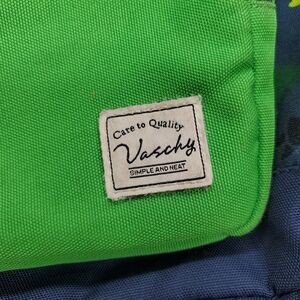 Care to Quality
Vaschy
SIMPLE AND NEAT